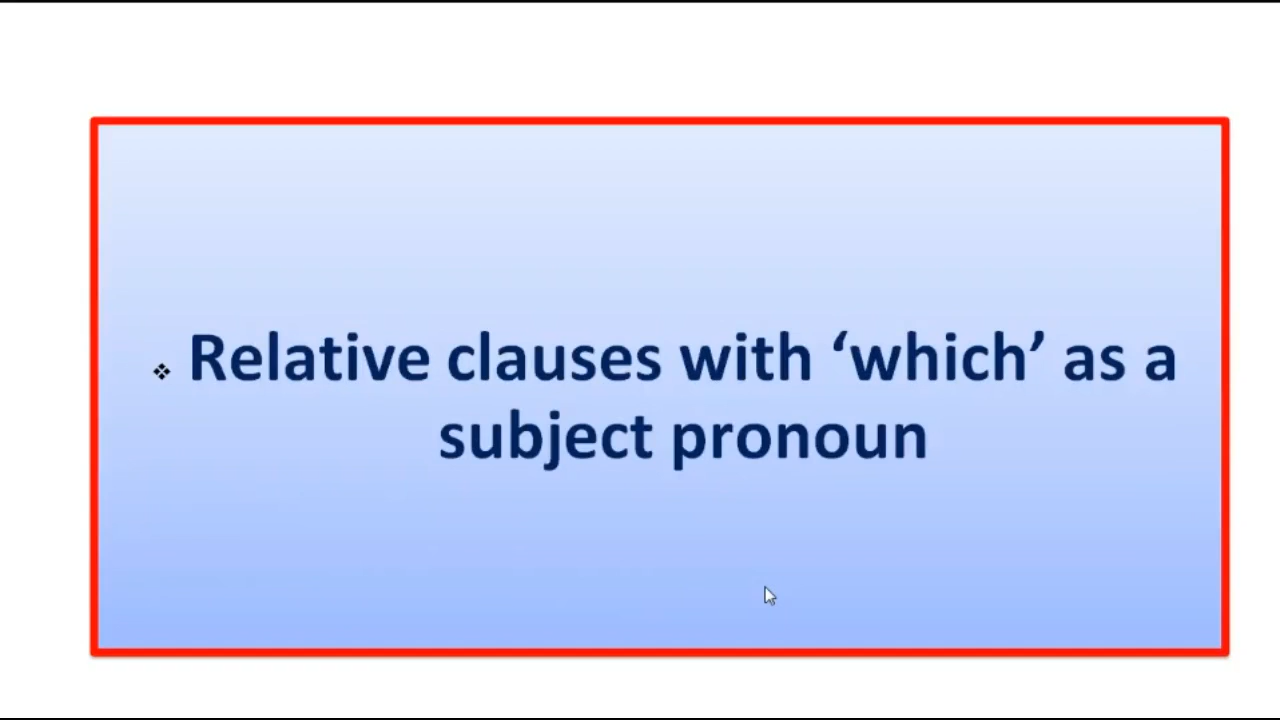 ❖ Relative clauses with ‘which’ as a
subject pronoun